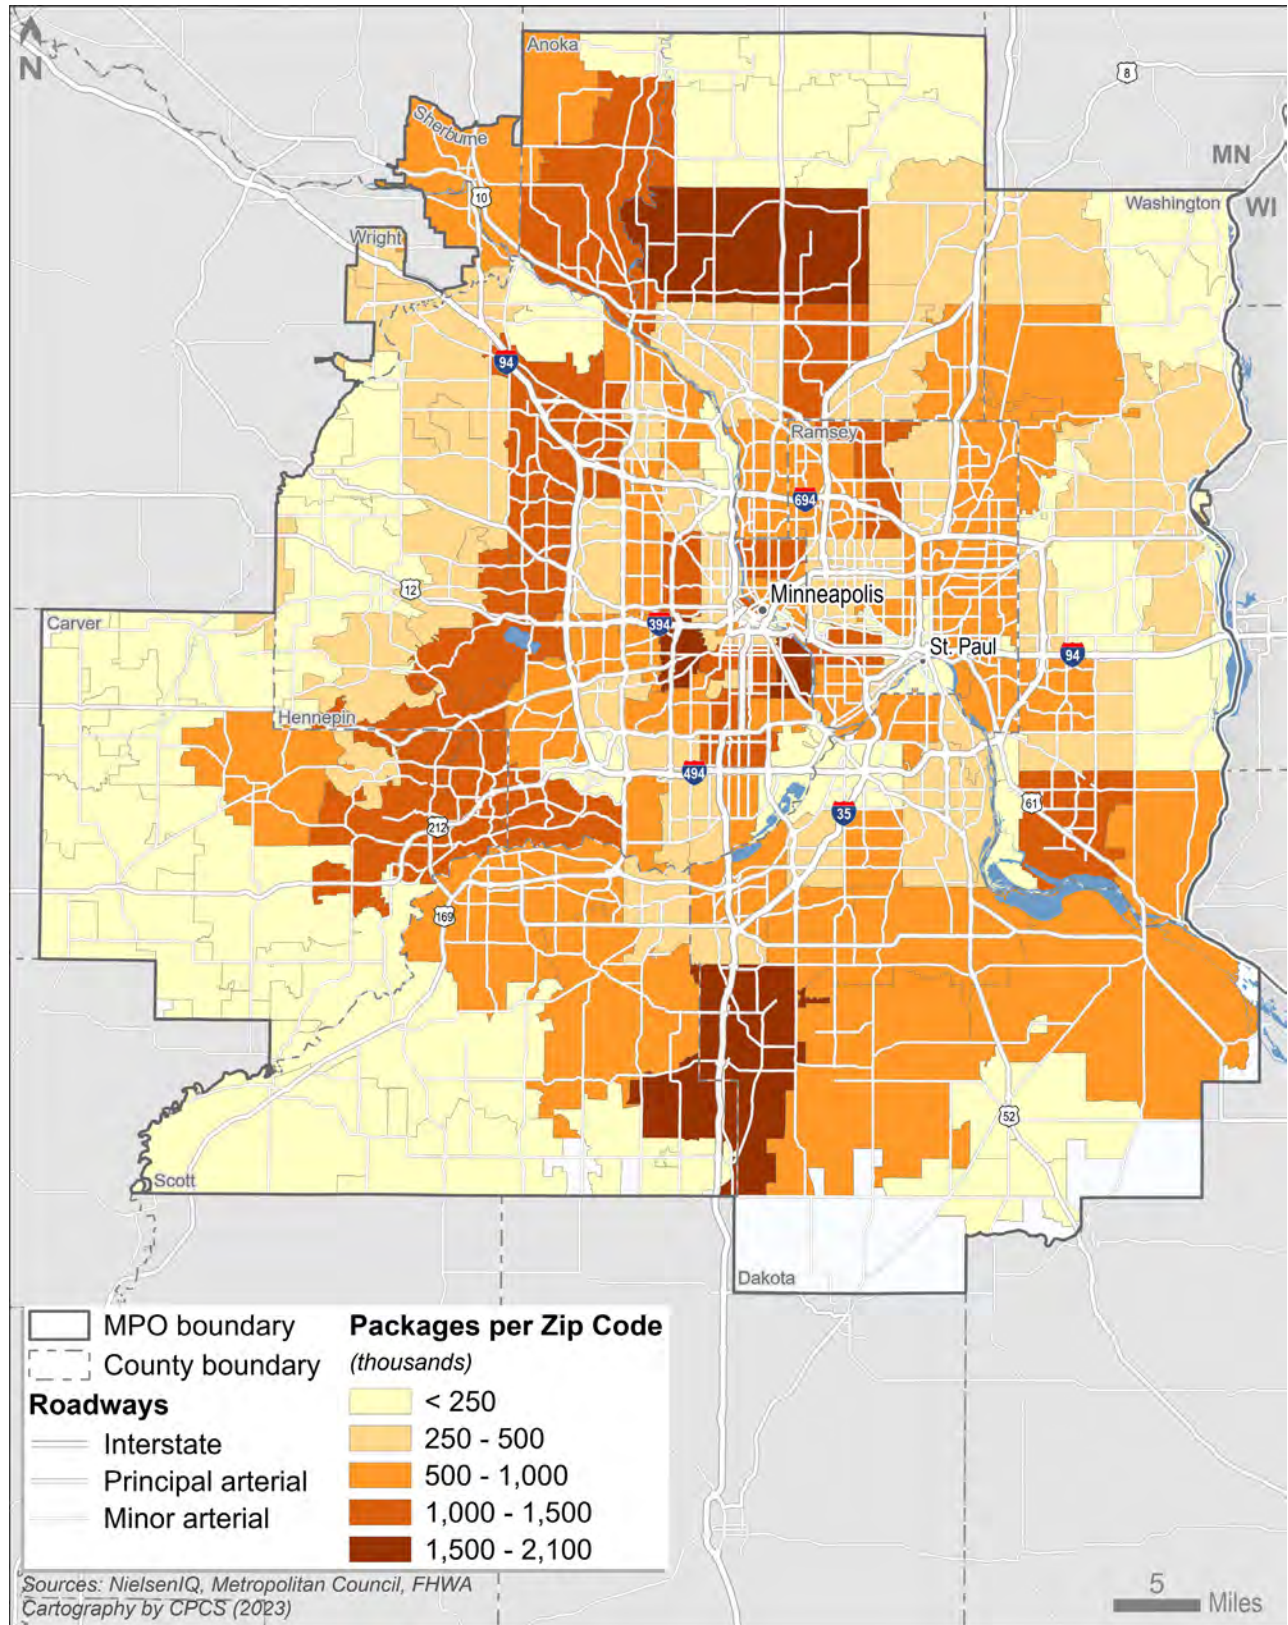 N
Anoka
8
Sherburne
MN
10
Washington
WI
Wright
94
Ramsey
694
12
Minneapolis
Carver
394
St. Paul
94
Hennepin
494
61
212
35
169
52
Scott
Dakota
MPO boundary
County boundary
Roadways
Interstate
Principal arterial
Minor arterial
Packages per Zip Code
(thousands)
< 250
250 - 500
500 - 1,000
1,000 - 1,500
1,500 - 2,100
Sources: NielsenIQ, Metropolitan Council, FHWA
Cartography by CPCS (2023)
5
Miles